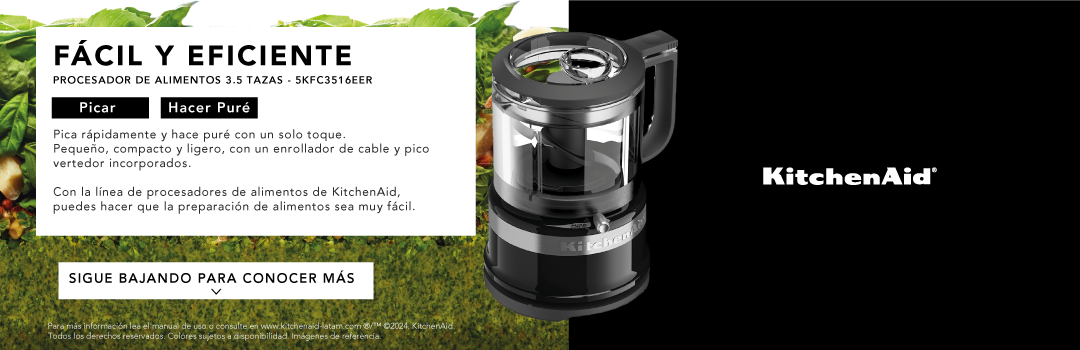 FÁCIL Y EFICIENTE
PROCESADOR DE ALIMENTOS 3.5 TAZAS - 5KFC3516EER
Picar
Hacer Puré
Pica rápidamente y hace puré con un solo toque.
Pequeño, compacto y ligero, con un enrollador de cable y pico
vertedor incorporados.
Con la línea de procesadores de alimentos de KitchenAid,
puedes hacer que la preparación de alimentos sea muy fácil.
SIGUE BAJANDO PARA CONOCER MÁS
Para más información lea el manual de uso o consulte en www.kitchenaid-latam.com ®/™ ©2024. KitchenAid.
Todos los derechos reservados. Colores sujetos a disponibilidad. Imágenes de referencia.
KitchenAid
KitchenAid®